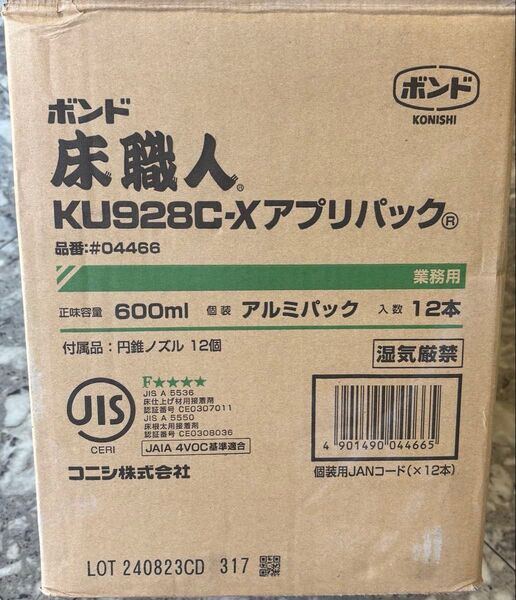 ボンド
KONISHI
ボンド
床職人®
KU928C-Xアプリパック®
品番:#04466
業務用
正味容量 600ml 個装 アルミパック 入数 12本
付属品：円錐ノズル 12個
湿気厳禁
JIS
CERI
F★★★★
JIS A 5536
床仕上げ材用接着剤
認証番号 CE0307011
JIS A 5550
床根太用接着剤
認証番号 CE0308036
JAIA 4VOC基準適合
コニシ株式会社
4 901490 044665
個装用JANコード(×12本)
LOT 240823CD 317